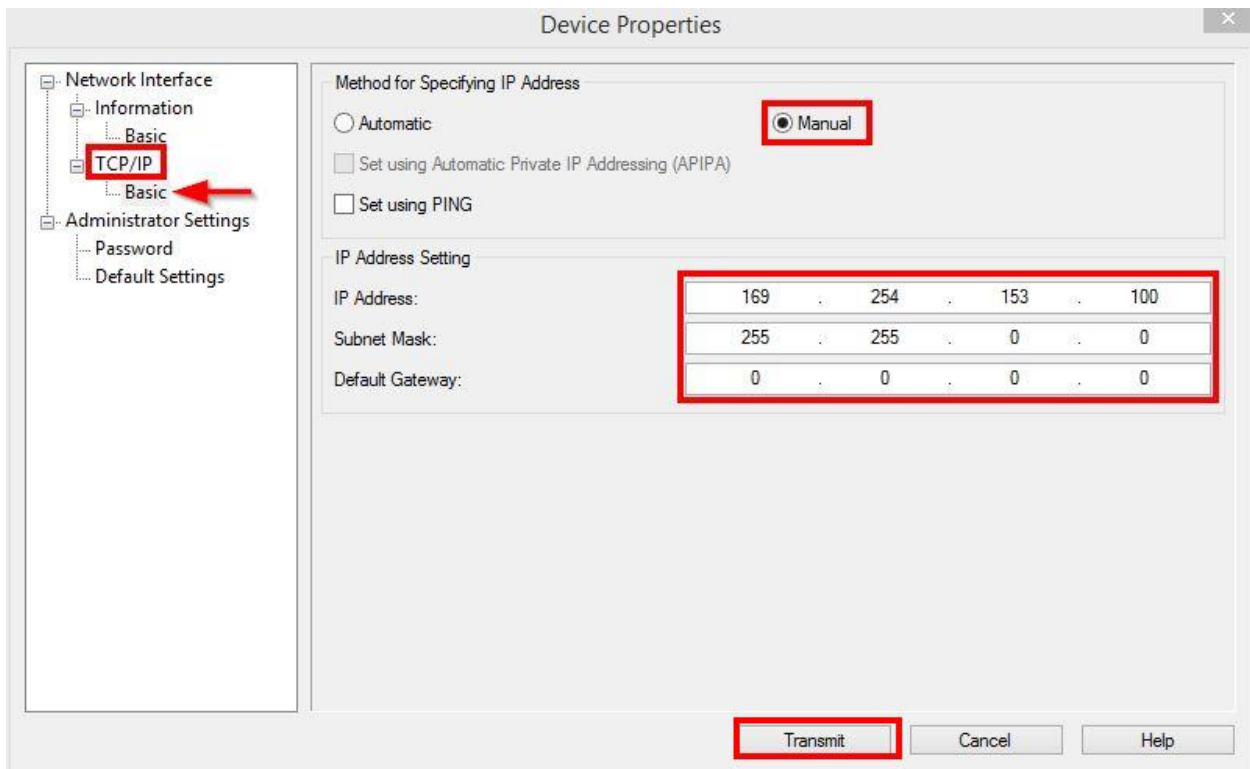 Device Properties
Network Interface
Information
Basic
TCP/IP
Basic
Administrator Settings
Password
Default Settings
Method for Specifying IP Address
Automatic
Manual
Set using Automatic Private IP Addressing (APIPA)
Set using PING
IP Address Setting
IP Address: 169 . 254 . 153 . 100
Subnet Mask: 255 . 255 . 0 . 0
Default Gateway: 0 . 0 . 0 . 0
Transmit Cancel Help